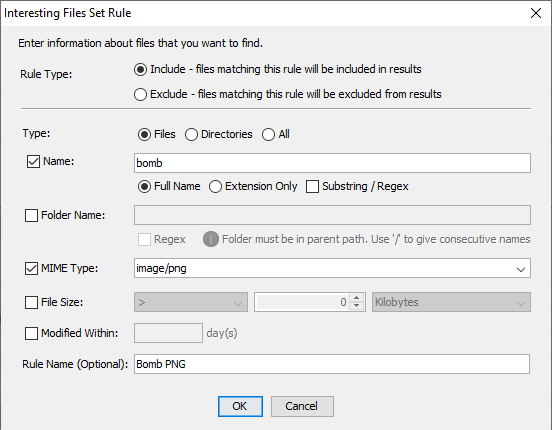 Interesting Files Set Rule
Enter information about files that you want to find.
Rule Type: Include - files matching this rule will be included in results
Exclude - files matching this rule will be excluded from results
Type: Files Directories All
Name: bomb
Full Name Extension Only Substring / Regex
Folder Name:
Regex Folder must be in parent path. Use '/' to give consecutive names
MIME Type: image/png
File Size: > 0 Kilobytes
Modified Within: day(s)
Rule Name (Optional): Bomb PNG
OK Cancel